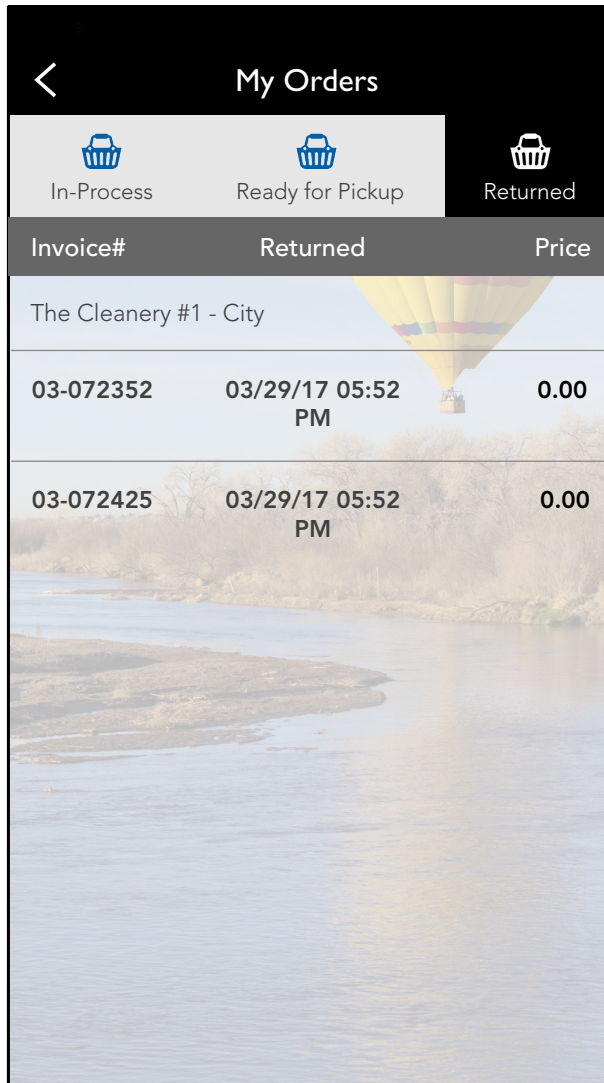 My Orders
In-Process Ready for Pickup Returned
Invoice# Returned Price
The Cleanery #1 - City
03-072352 03/29/17 05:52 0.00
PM
03-072425 03/29/17 05:52 0.00
PM